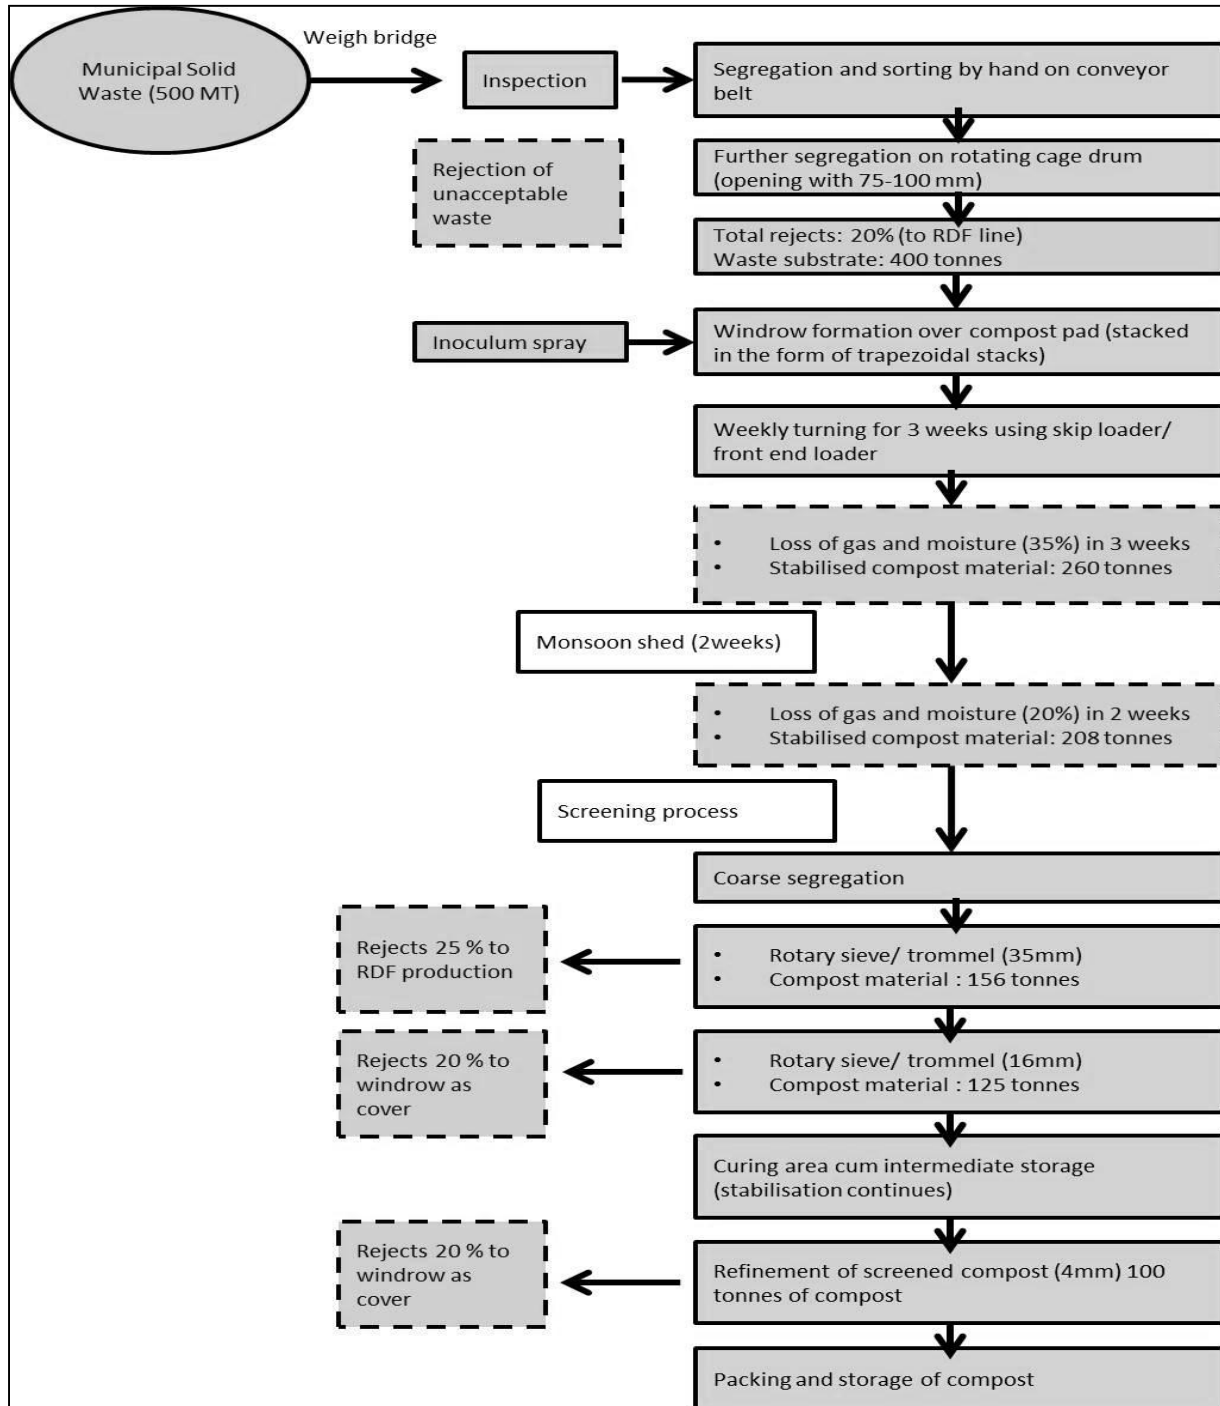 Municipal Solid
Waste (500 MT)
Weigh bridge
Inspection
Segregation and sorting by hand on conveyor
belt
Rejection of
unacceptable
waste
Further segregation on rotating cage drum
(opening with 75-100 mm)
Total rejects: 20% (to RDF line)
Waste substrate: 400 tonnes
Inoculum spray
Windrow formation over compost pad (stacked
in the form of trapezoidal stacks)
Weekly turning for 3 weeks using skip loader/
front end loader
• Loss of gas and moisture (35%) in 3 weeks
• Stabilised compost material: 260 tonnes
Monsoon shed (2weeks)
• Loss of gas and moisture (20%) in 2 weeks
• Stabilised compost material: 208 tonnes
Screening process
Coarse segregation
Rejects 25 % to
RDF production
• Rotary sieve/ trommel (35mm)
• Compost material : 156 tonnes
Rejects 20 % to
windrow as
cover
• Rotary sieve/ trommel (16mm)
• Compost material : 125 tonnes
Curing area cum intermediate storage
(stabilisation continues)
Rejects 20 % to
windrow as
cover
Refinement of screened compost (4mm) 100
tonnes of compost
Packing and storage of compost